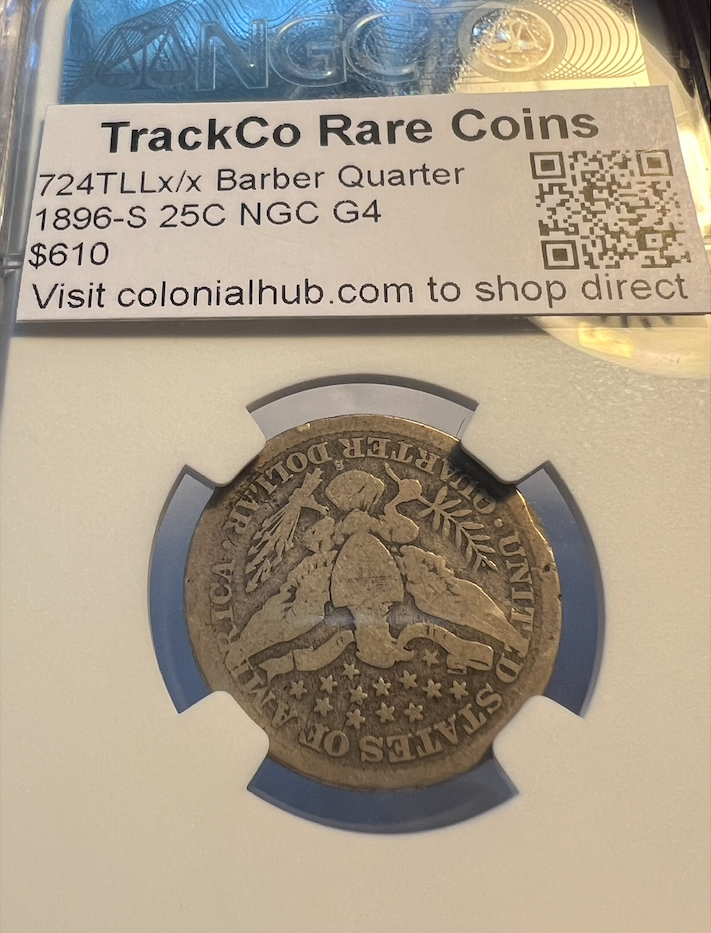 NGC
TrackCo Rare Coins
724TLLx/x Barber Quarter
1896-S 25C NGC G4
$610
Visit colonialhub.com to shop direct
UNITED STATES OF AMERICA
QUARTER DOLLAR
S